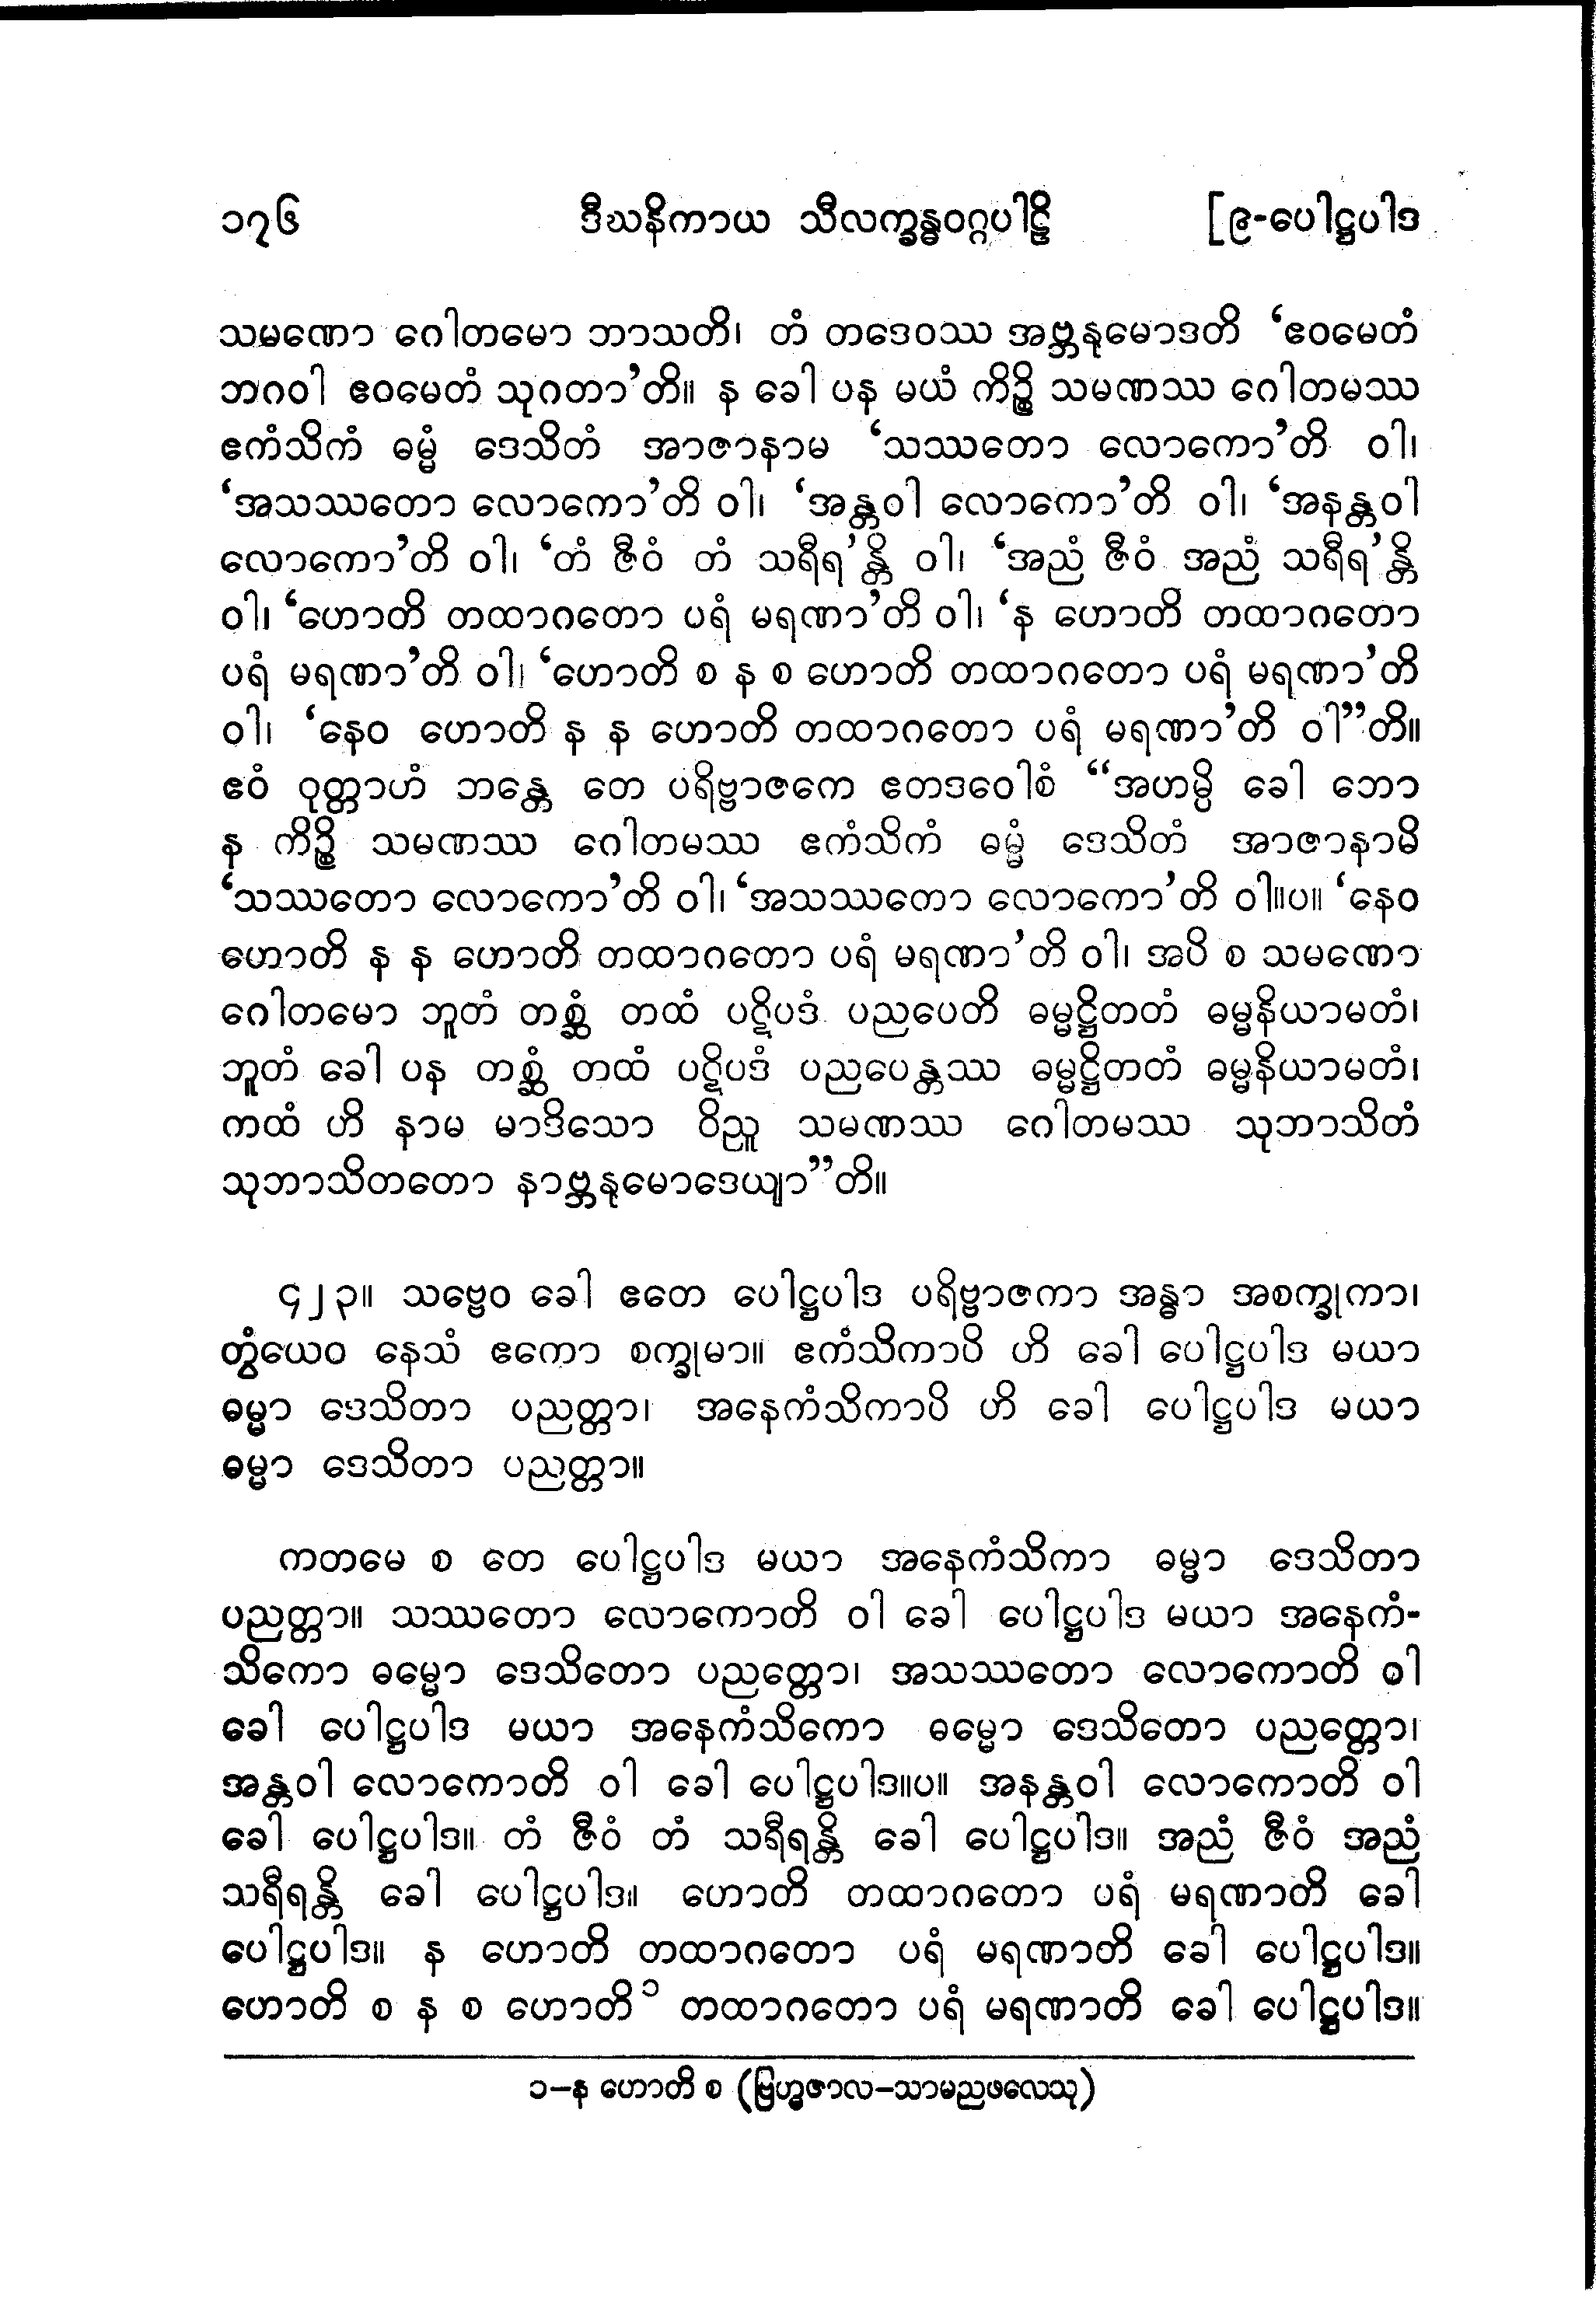 ၁၇၆ ဒီဃနိကာယ သီလက္ခန္ဓဝဂ္ဂပါဠိ [၉-ပေါဋ္ဌပါဒ
သမဏော ဂေါတမော ဘာသတိ၊ တံ တဒေဝဿ အဗ္ဘနုမောဒတိ ‘ဧဝမေတံ
ဘဂဝါ ဧဝမေတံ သုဂတာ’တိ။ န ခေါ ပန မယံ ကိဉ္စိ သမဏဿ ဂေါတမဿ
ဧကံသိကံ ဓမ္မံ ဒေသိတံ အာဇာနာမ ‘သဿတော လောကော’တိ ဝါ၊
‘အသဿတော လောကော’တိ ဝါ၊ ‘အန္တဝါ လောကော’တိ ဝါ၊ ‘အနန္တဝါ
လောကော’တိ ဝါ၊ ‘တံ ဇီဝံ တံ သရီရ’န္တိ ဝါ၊ ‘အညံ ဇီဝံ အညံ သရီရ’န္တိ
ဝါ၊ ‘ဟောတိ တထာဂတော ပရံ မရဏာ’တိ ဝါ၊ ‘န ဟောတိ တထာဂတော
ပရံ မရဏာ’တိ ဝါ၊ ‘ဟောတိ စ န စ ဟောတိ တထာဂတော ပရံ မရဏာ’တိ
ဝါ၊ ‘နေဝ ဟောတိ န န ဟောတိ တထာဂတော ပရံ မရဏာ’တိ ဝါ”တိ။
ဧဝံ ဝုတ္တာဟံ ဘန္တေ တေ ပရိဗ္ဗာဇကေ ဧတဒဝေါစံ “အဟမ္ပိ ခေါ ဘော
န ကိဉ္စိ သမဏဿ ဂေါတမဿ ဧကံသိကံ ဓမ္မံ ဒေသိတံ အာဇာနာမိ
‘သဿတော လောကော’တိ ဝါ၊ ‘အသဿတော လောကော’တိ ဝါ။ပ။ ‘နေဝ
ဟောတိ န န ဟောတိ တထာဂတော ပရံ မရဏာ’တိ ဝါ၊ အပိ စ သမဏော
ဂေါတမော ဘူတံ တစ္ဆံ တထံ ပဋိပဒံ ပညပေတိ ဓမ္မဋ္ဌိတတံ ဓမ္မနိယာမတံ၊
ဘူတံ ခေါ ပန တစ္ဆံ တထံ ပဋိပဒံ ပညပေန္တဿ ဓမ္မဋ္ဌိတတံ ဓမ္မနိယာမတံ၊
ကထံ ဟိ နာမ မာဒိသော ဝိညူ သမဏဿ ဂေါတမဿ သုဘာသိတံ
သုဘာသိတတော နာဗ္ဘနုမောဒေယျာ”တိ။
၄၂၃။ သဗ္ဗေဝ ခေါ ဧတေ ပေါဋ္ဌပါဒ ပရိဗ္ဗာဇကာ အန္ဓာ အစက္ခုကာ၊
တွံယေဝ နေသံ ဧကော စက္ခုမာ။ ဧကံသိကာပိ ဟိ ခေါ ပေါဋ္ဌပါဒ မယာ
ဓမ္မာ ဒေသိတာ ပညတ္တာ၊ အနေကံသိကာပိ ဟိ ခေါ ပေါဋ္ဌပါဒ မယာ
ဓမ္မာ ဒေသိတာ ပညတ္တာ။
ကတမေ စ တေ ပေါဋ္ဌပါဒ မယာ အနေကံသိကာ ဓမ္မာ ဒေသိတာ
ပညတ္တာ။ သဿတော လောကောတိ ဝါ ခေါ ပေါဋ္ဌပါဒ မယာ အနေကံ-
သိကော ဓမ္မော ဒေသိတော ပညတ္တော၊ အသဿတော လောကောတိ ဝါ
ခေါ ပေါဋ္ဌပါဒ မယာ အနေကံသိကော ဓမ္မော ဒေသိတော ပညတ္တော၊
အန္တဝါ လောကောတိ ဝါ ခေါ ပေါဋ္ဌပါဒ။ပ။ အနန္တဝါ လောကောတိ ဝါ
ခေါ ပေါဋ္ဌပါဒ။ တံ ဇီဝံ တံ သရီရန္တိ ခေါ ပေါဋ္ဌပါဒ။ အညံ ဇီဝံ အညံ
သရီရန္တိ ခေါ ပေါဋ္ဌပါဒ။ ဟောတိ တထာဂတော ပရံ မရဏာတိ ခေါ
ပေါဋ္ဌပါဒ။ န ဟောတိ တထာဂတော ပရံ မရဏာတိ ခေါ ပေါဋ္ဌပါဒ။
ဟောတိ စ န စ ဟောတိ ၁ တထာဂတော ပရံ မရဏာတိ ခေါ ပေါဋ္ဌပါဒ။
၁–န ဟောတိ စ (ဗြဟ္မဇာလ–သာမညဖလေသု)